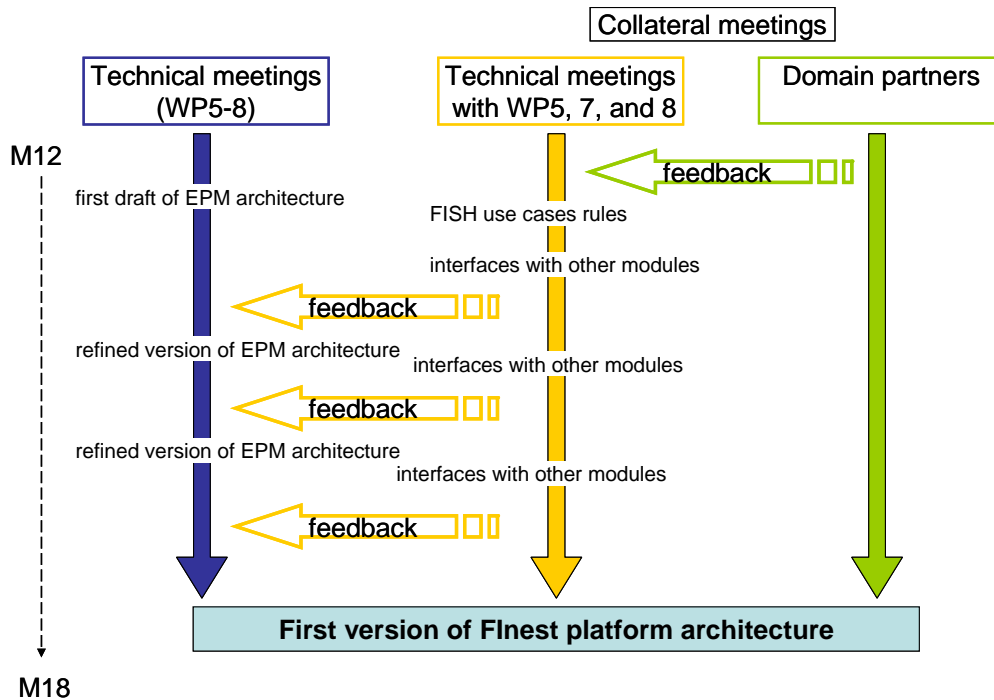 Collateral meetings
Technical meetings
(WP5-8)
Technical meetings
with WP5, 7, and 8
Domain partners
M12
feedback
first draft of EPM architecture
FISH use cases rules
interfaces with other modules
feedback
refined version of EPM architecture
interfaces with other modules
feedback
refined version of EPM architecture
interfaces with other modules
feedback
First version of FInest platform architecture
M18